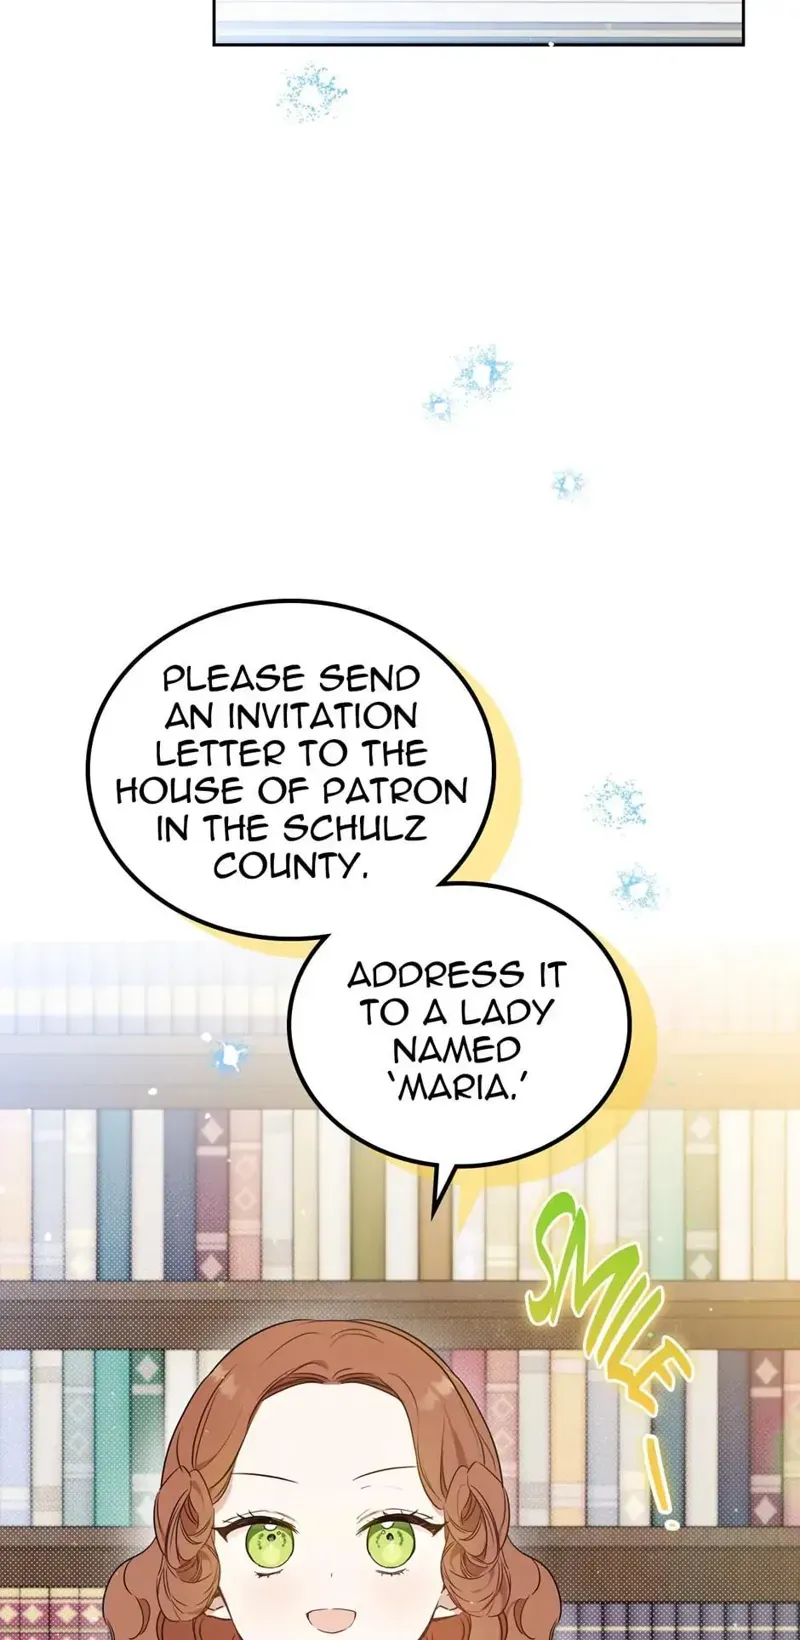 PLEASE SEND
AN INVITATION
LETTER TO THE
HOUSE OF PATRON
IN THE SCHULZ
COUNTY.
ADDRESS IT
TO A LADY
NAMED
'MARIA.'
SMILE